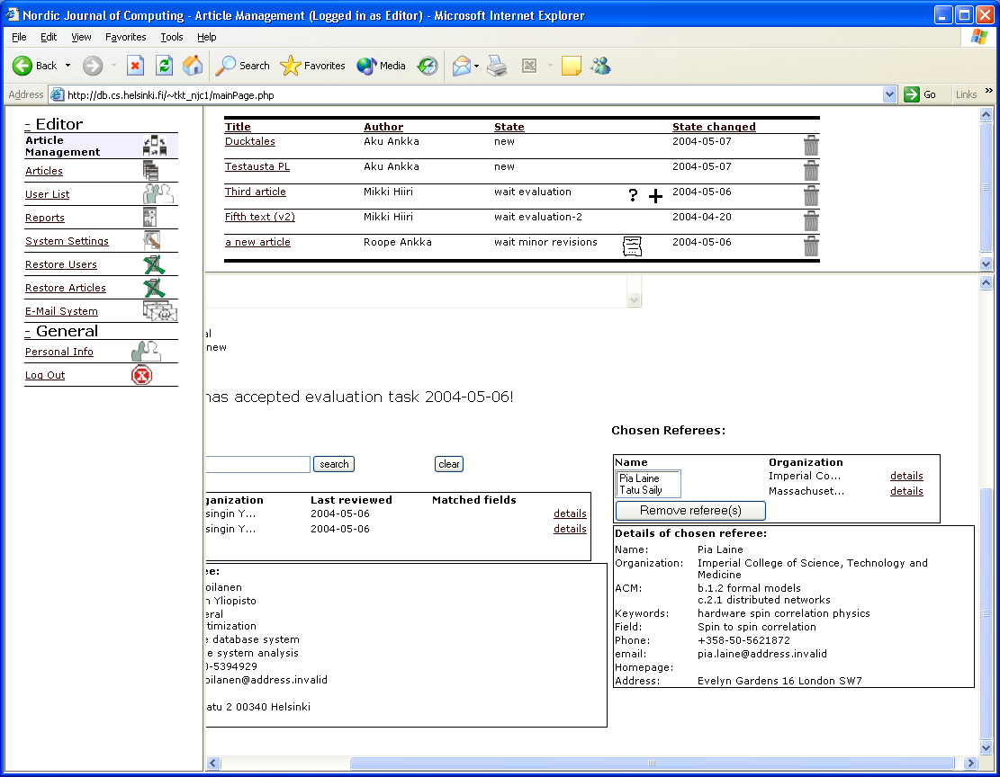 Nordic Journal of Computing - Article Management (Logged in as Editor) - Microsoft Internet Explorer
File Edit View Favorites Tools Help
Back Search Favorites Media
Address http://db.cs.helsinki.fi/~tkt_njc1/mainPage.php Go Links »
- Editor
Article
Management
Articles
User List
Reports
System Settings
Restore Users
Restore Articles
E-Mail System
- General
Personal Info
Log Out
Title Author State State changed
Ducktales Aku Ankka new 2004-05-07
Testausta PL Aku Ankka new 2004-05-07
Third article Mikki Hiiri wait evaluation ? + 2004-05-06
Fifth text (v2) Mikki Hiiri wait evaluation-2 2004-04-20
a new article Roope Ankka wait minor revisions 2004-05-06
al
new
has accepted evaluation task 2004-05-06!
search clear
ganization Last reviewed Matched fields
singin Y... 2004-05-06 details
singin Y... 2004-05-06 details
ee:
oilanen
n Yliopisto
eral
timization
e database system
e system analysis
0-5394929
oilanen@address.invalid
atu 2 00340 Helsinki
Chosen Referees:
Name Organization
Pia Laine Imperial Co... details
Tatu Saily Massachuset... details
Remove referee(s)
Details of chosen referee:
Name: Pia Laine
Organization: Imperial College of Science, Technology and
Medicine
ACM: b.1.2 formal models
c.2.1 distributed networks
Keywords: hardware spin correlation physics
Field: Spin to spin correlation
Phone: +358-50-5621872
email: pia.laine@address.invalid
Homepage:
Address: Evelyn Gardens 16 London SW7